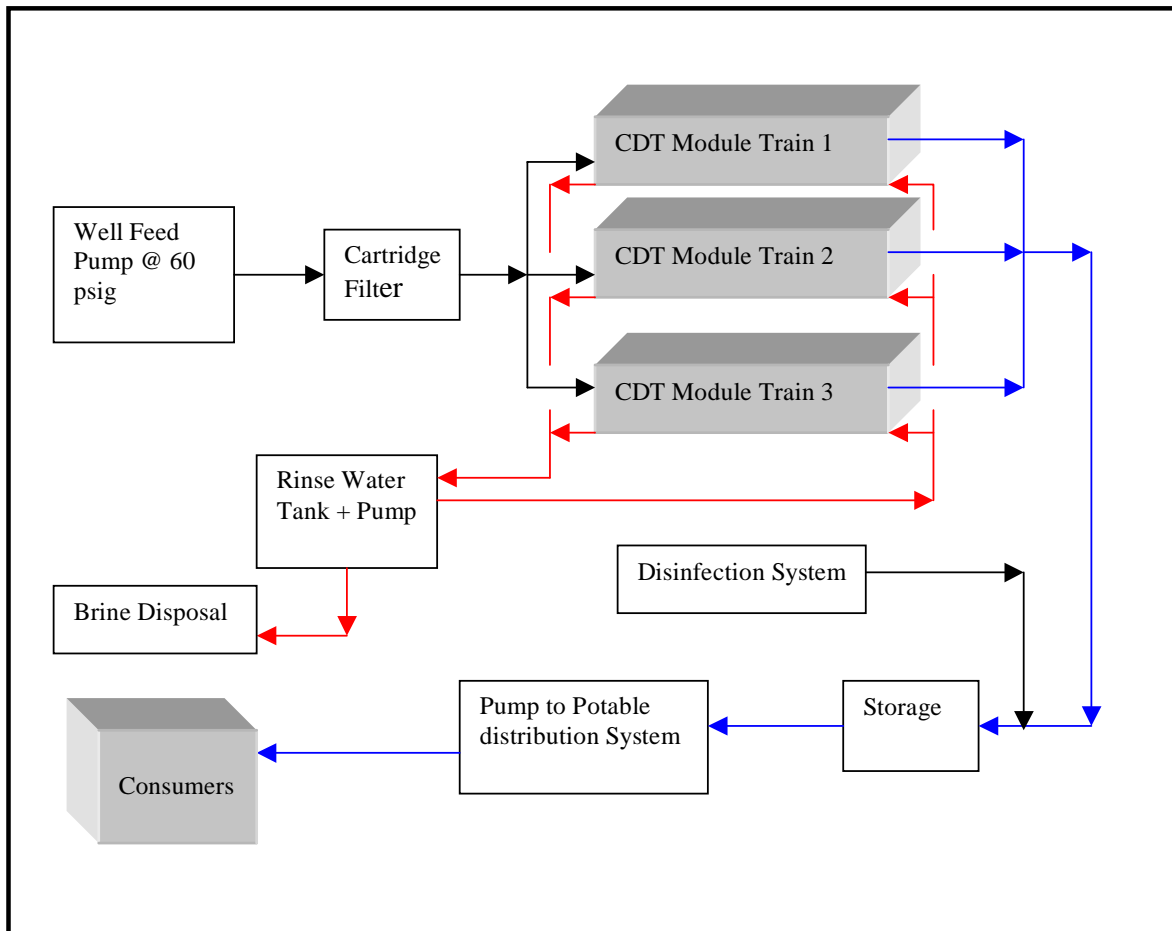 CDT Module Train 1
Well Feed
Pump @ 60
psig
Cartridge
Filter
CDT Module Train 2
CDT Module Train 3
Rinse Water
Tank + Pump
Disinfection System
Brine Disposal
Pump to Potable
distribution System
Storage
Consumers